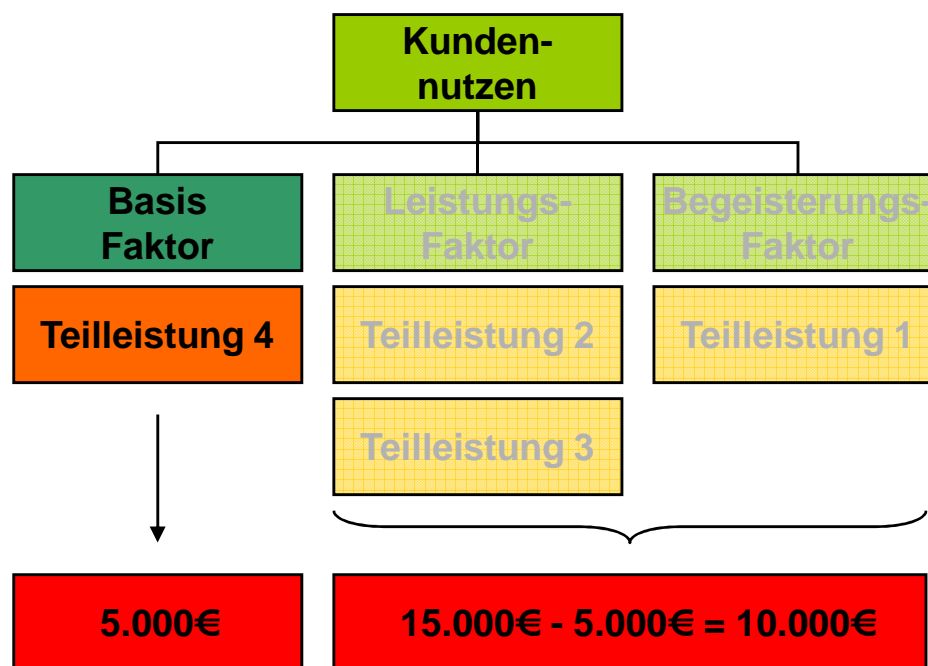 Kunden-
nutzen
Basis
Faktor
Leistungs-
Faktor
Begeisterungs-
Faktor
Teilleistung 4
Teilleistung 2
Teilleistung 1
Teilleistung 3
5.000€
15.000€ - 5.000€ = 10.000€